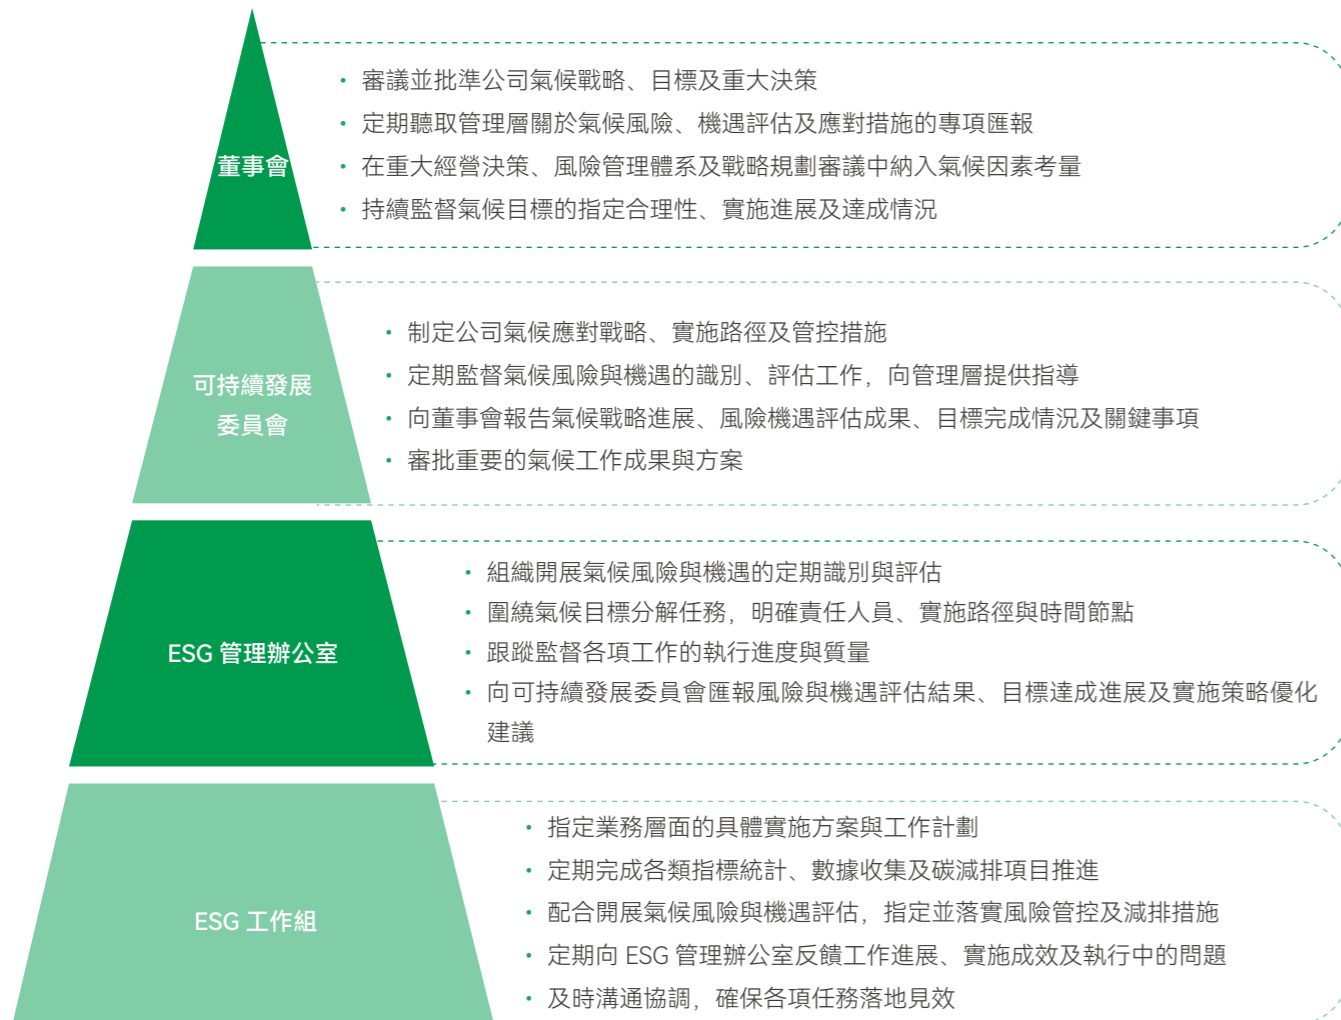 董事會
• 審議並批準公司氣候戰略、目標及重大決策
• 定期聽取管理層關於氣候風險、機遇評估及應對措施的專項匯報
• 在重大經營決策、風險管理體系及戰略規劃審議中納入氣候因素考量
• 持續監督氣候目標的指定合理性、實施進展及達成情況
可持續發展
委員會
• 制定公司氣候應對戰略、實施路徑及管控措施
• 定期監督氣候風險與機遇的識別、評估工作，向管理層提供指導
• 向董事會報告氣候戰略進展、風險機遇評估成果、目標完成情況及關鍵事項
• 審批重要的氣候工作成果與方案
ESG 管理辦公室
• 組織開展氣候風險與機遇的定期識別與評估
• 圍繞氣候目標分解任務，明確責任人員、實施路徑與時間節點
• 跟蹤監督各項工作的執行進度與質量
• 向可持續發展委員會匯報風險與機遇評估結果、目標達成進展及實施策略優化
建議
ESG 工作組
• 指定業務層面的具體實施方案與工作計劃
• 定期完成各類指標統計、數據收集及碳減排項目推進
• 配合開展氣候風險與機遇評估，指定並落實風險管控及減排措施
• 定期向 ESG 管理辦公室反饋工作進展、實施成效及執行中的問題
• 及時溝通協調，確保各項任務落地見效